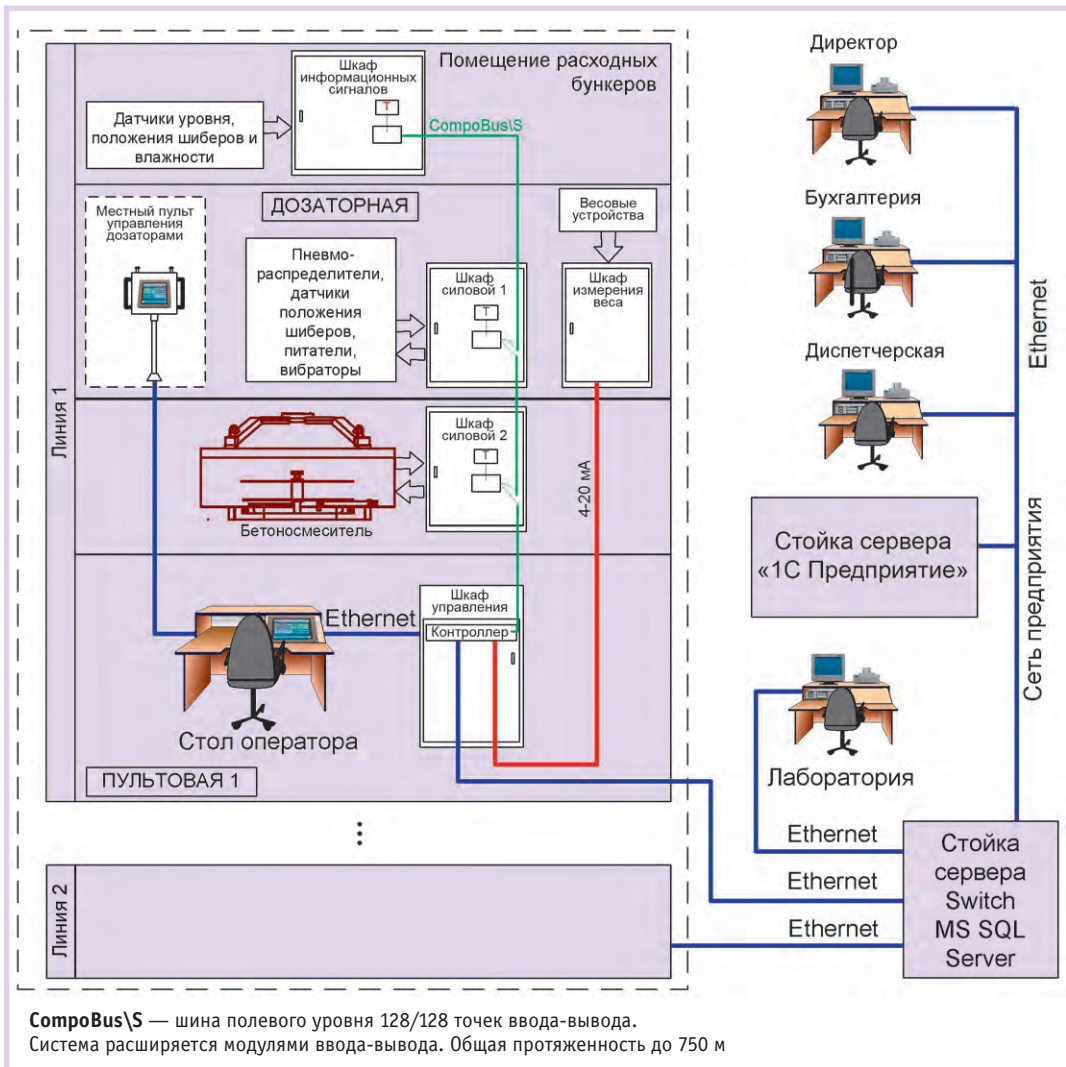 Помещение расходных
бункеров
Шкаф
информационных
сигналов
Т
Датчики уровня,
положения шиберов и
влажности
CompoBus\S
Местный пульт
управления
дозаторами
ДОЗАТОРНАЯ
Весовые
устройства
Пневмо-
распределители,
датчики
положения
шиберов,
питатели,
вибраторы
Шкаф
силовой 1
Т
Шкаф
измерения
веса
Линия 1
Шкаф
силовой 2
Т
Бетоносмеситель
4-20 мА
Шкаф
управления
Контроллер
Ethernet
Стол оператора
ПУЛЬТОВАЯ 1
Линия 2
Директор
Бухгалтерия
Диспетчерская
Ethernet
Стойка сервера
«1С Предприятие»
Сеть предприятия
Лаборатория
Ethernet
Ethernet
Ethernet
Стойка
сервера
Switch
MS SQL
Server
CompoBus\S — шина полевого уровня 128/128 точек ввода-вывода.
Система расширяется модулями ввода-вывода. Общая протяженность до 750 м